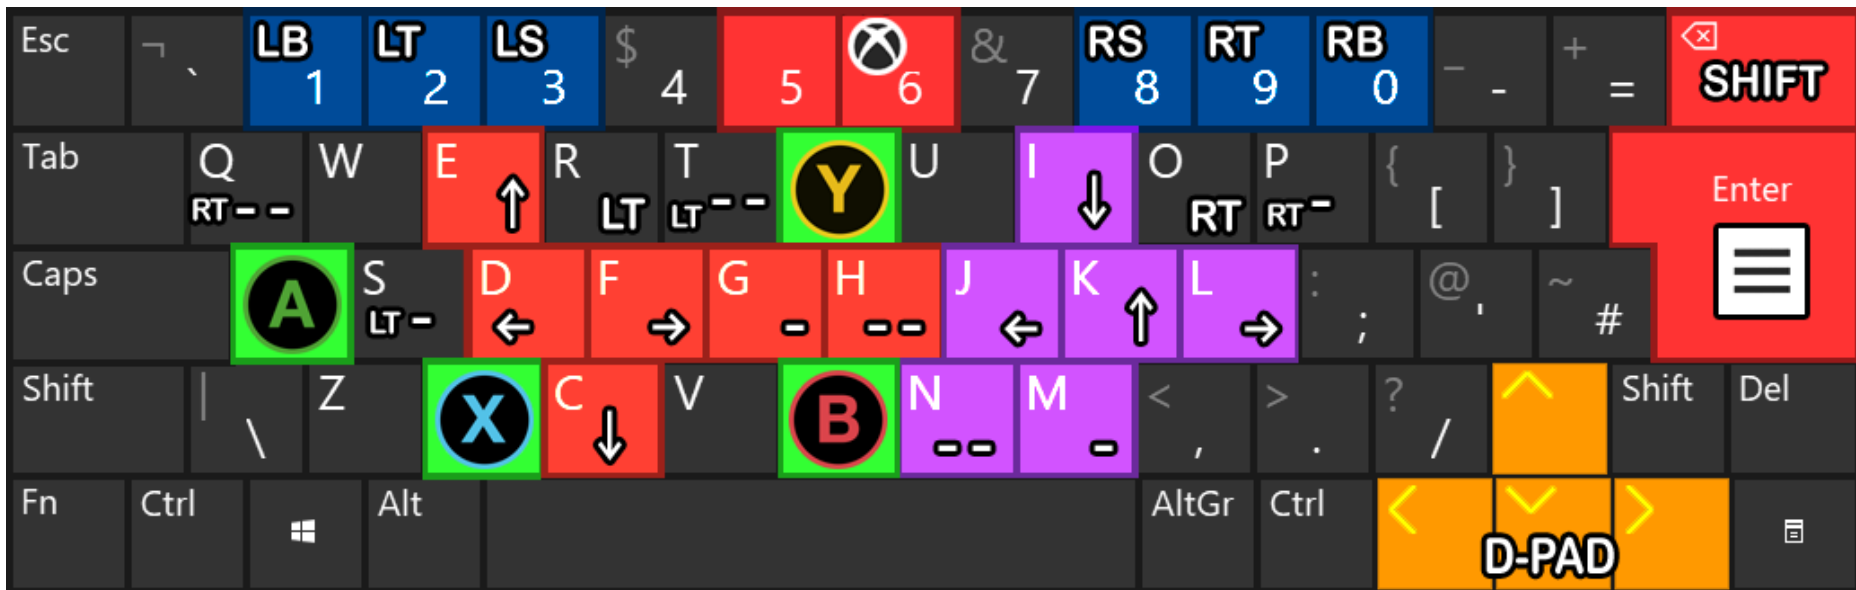 Esc ¬ ` LB 1 LT 2 LS 3 $ 4 5 6 & 7 RS 8 RT 9 RB 0 _ - + = SHIFT
Tab Q RT-- W E ↑ R LT T LT-- Y U I ↓ O RT P RT- { [ } ] Enter
Caps A S LT- D ← F → G - H -- J ← K ↑ L → : ; @ ' ~ #
Shift | \ Z X C ↓ V B N -- M - < , > . ? / Shift Del
Fn Ctrl Alt AltGr Ctrl D-PAD